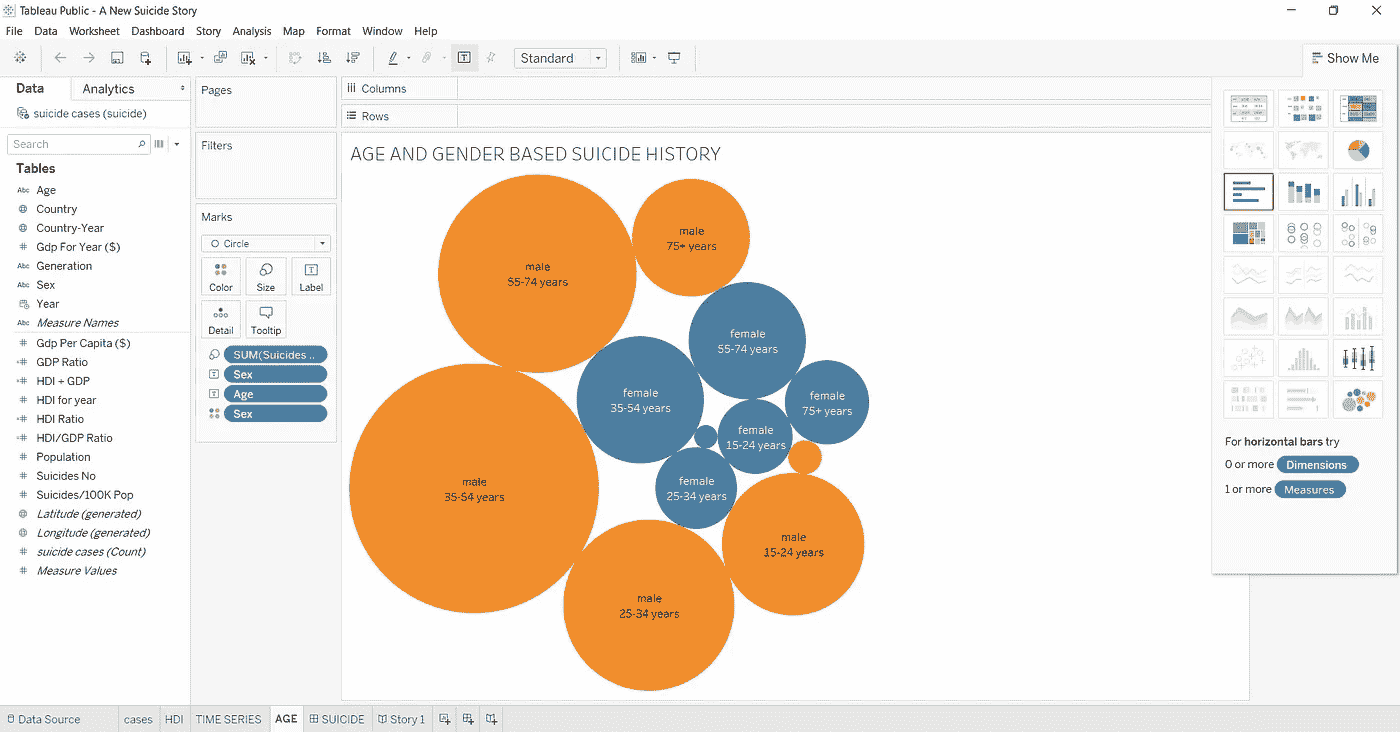 Tableau Public - A New Suicide Story
File Data Worksheet Dashboard Story Analysis Map Format Window Help
Standard
Show Me
Data Analytics
suicide cases (suicide)
Search
Tables
Abc Age
Country
Country-Year
# Gdp For Year ($)
Abc Generation
Abc Sex
Year
Abc Measure Names
# Gdp Per Capita ($)
=# GDP Ratio
=# HDI + GDP
# HDI for year
=# HDI Ratio
=# HDI/GDP Ratio
# Population
# Suicides No
# Suicides/100K Pop
Latitude (generated)
Longitude (generated)
# suicide cases (Count)
# Measure Values
Pages
Filters
Marks
Circle
Color Size Label
Detail Tooltip
SUM(Suicides ..
Sex
Age
Sex
Columns
Rows
AGE AND GENDER BASED SUICIDE HISTORY
male
55-74 years
male
75+ years
female
55-74 years
female
35-54 years
female
75+ years
female
15-24 years
female
25-34 years
male
35-54 years
male
15-24 years
male
25-34 years
For horizontal bars try
0 or more Dimensions
1 or more Measures
Data Source cases HDI TIME SERIES AGE SUICIDE Story 1